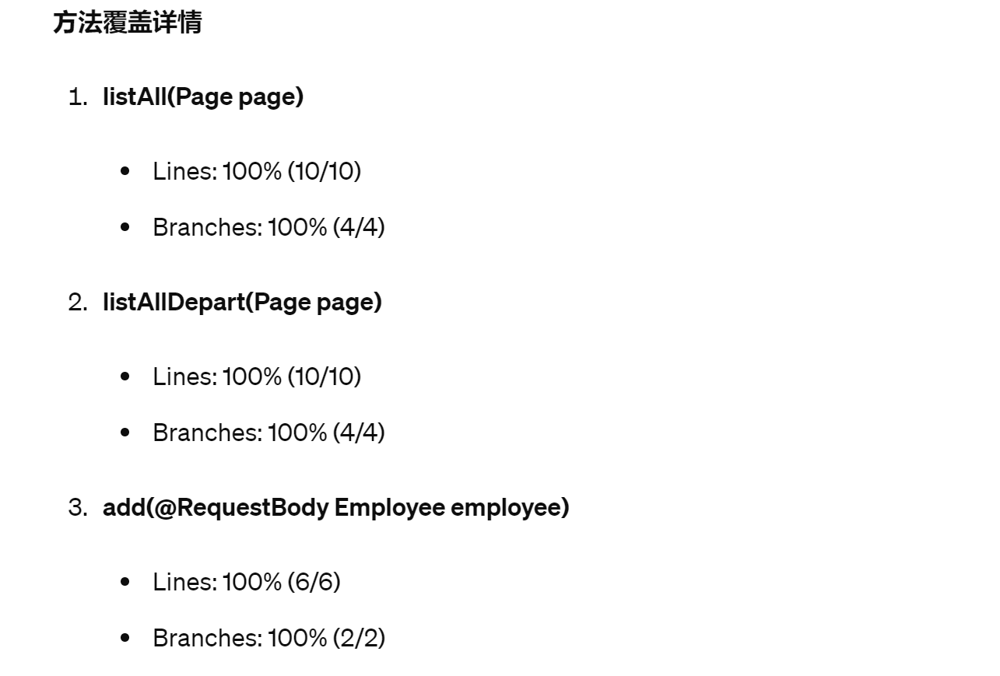 方法覆盖详情
1. listAll(Page page)
• Lines: 100% (10/10)
• Branches: 100% (4/4)
2. listAllDepart(Page page)
• Lines: 100% (10/10)
• Branches: 100% (4/4)
3. add(@RequestBody Employee employee)
• Lines: 100% (6/6)
• Branches: 100% (2/2)